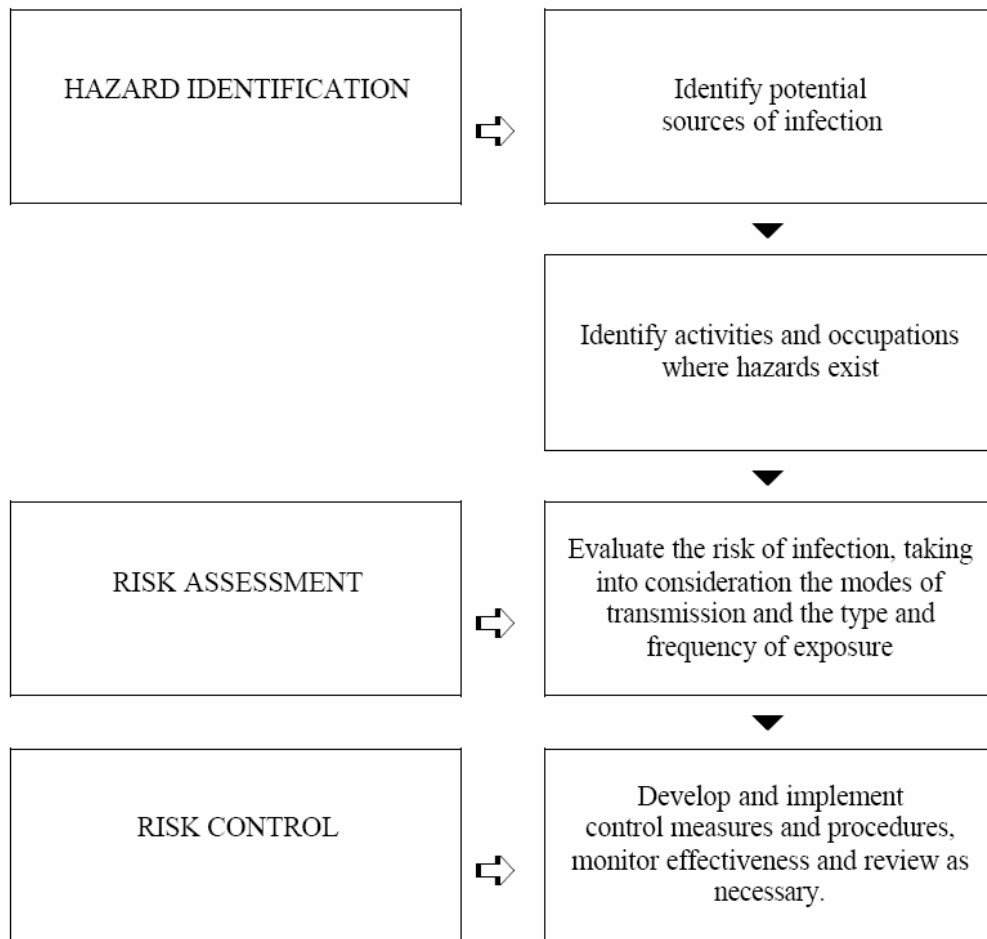 HAZARD IDENTIFICATION
Identify potential
sources of infection
Identify activities and occupations
where hazards exist
RISK ASSESSMENT
Evaluate the risk of infection, taking
into consideration the modes of
transmission and the type and
frequency of exposure
RISK CONTROL
Develop and implement
control measures and procedures,
monitor effectiveness and review as
necessary.